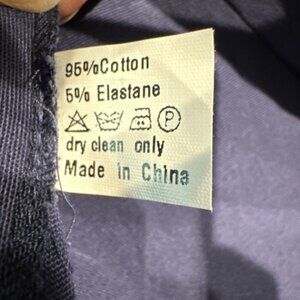 95%Cotton
5% Elastane
P
dry clean only
Made in China